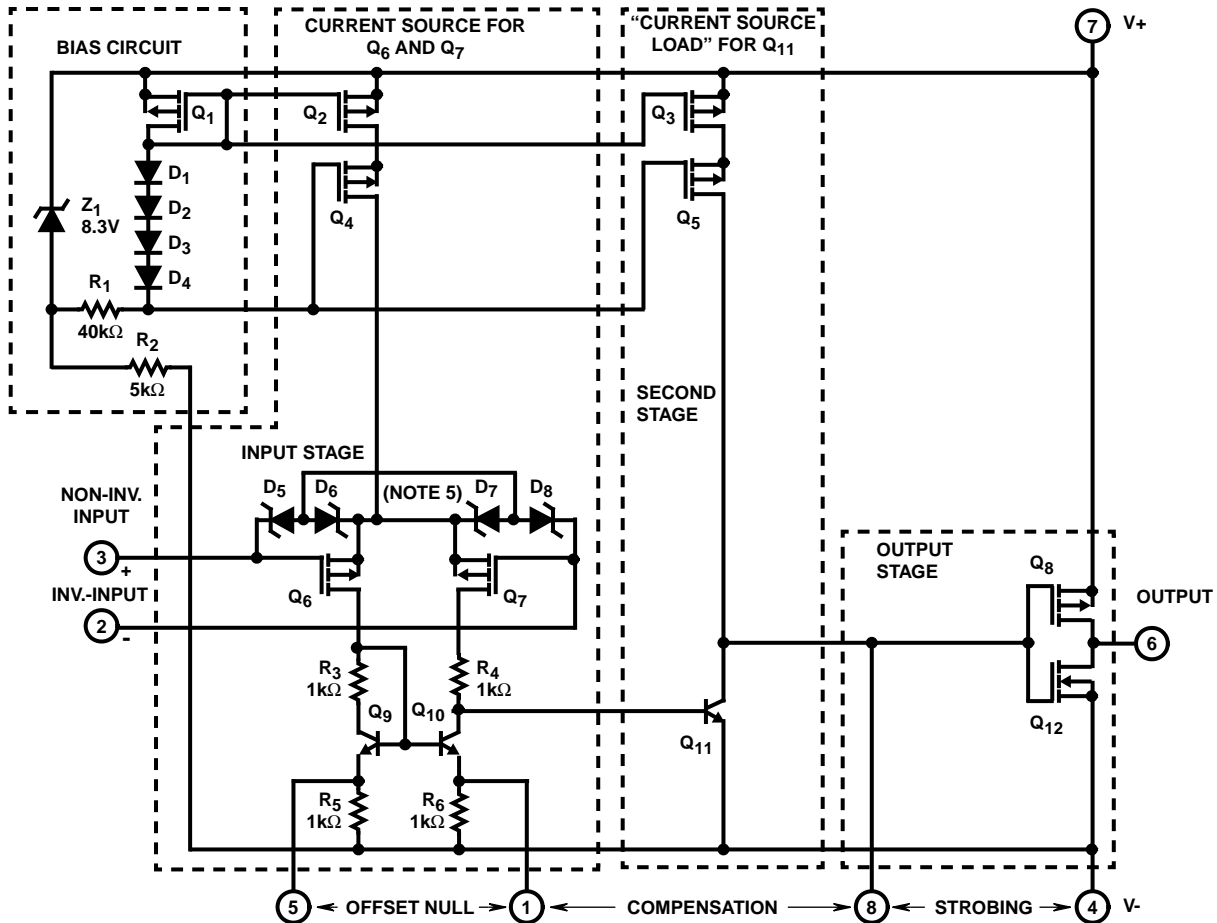 CURRENT SOURCE FOR
Q6 AND Q7
"CURRENT SOURCE
LOAD" FOR Q11
7 V+
BIAS CIRCUIT
Q1
Q2
Q3
D1
D2
D3
D4
Z1
8.3V
Q4
Q5
R1
40kΩ
R2
5kΩ
SECOND
STAGE
INPUT STAGE
D5
D6
(NOTE 5)
D7
D8
NON-INV.
INPUT
3
+
INV.-INPUT
2
-
Q6
Q7
OUTPUT
STAGE
Q8
OUTPUT
6
R3
1kΩ
R4
1kΩ
Q9
Q10
Q11
Q12
R5
1kΩ
R6
1kΩ
5 OFFSET NULL 1 COMPENSATION 8 STROBING 4 V-